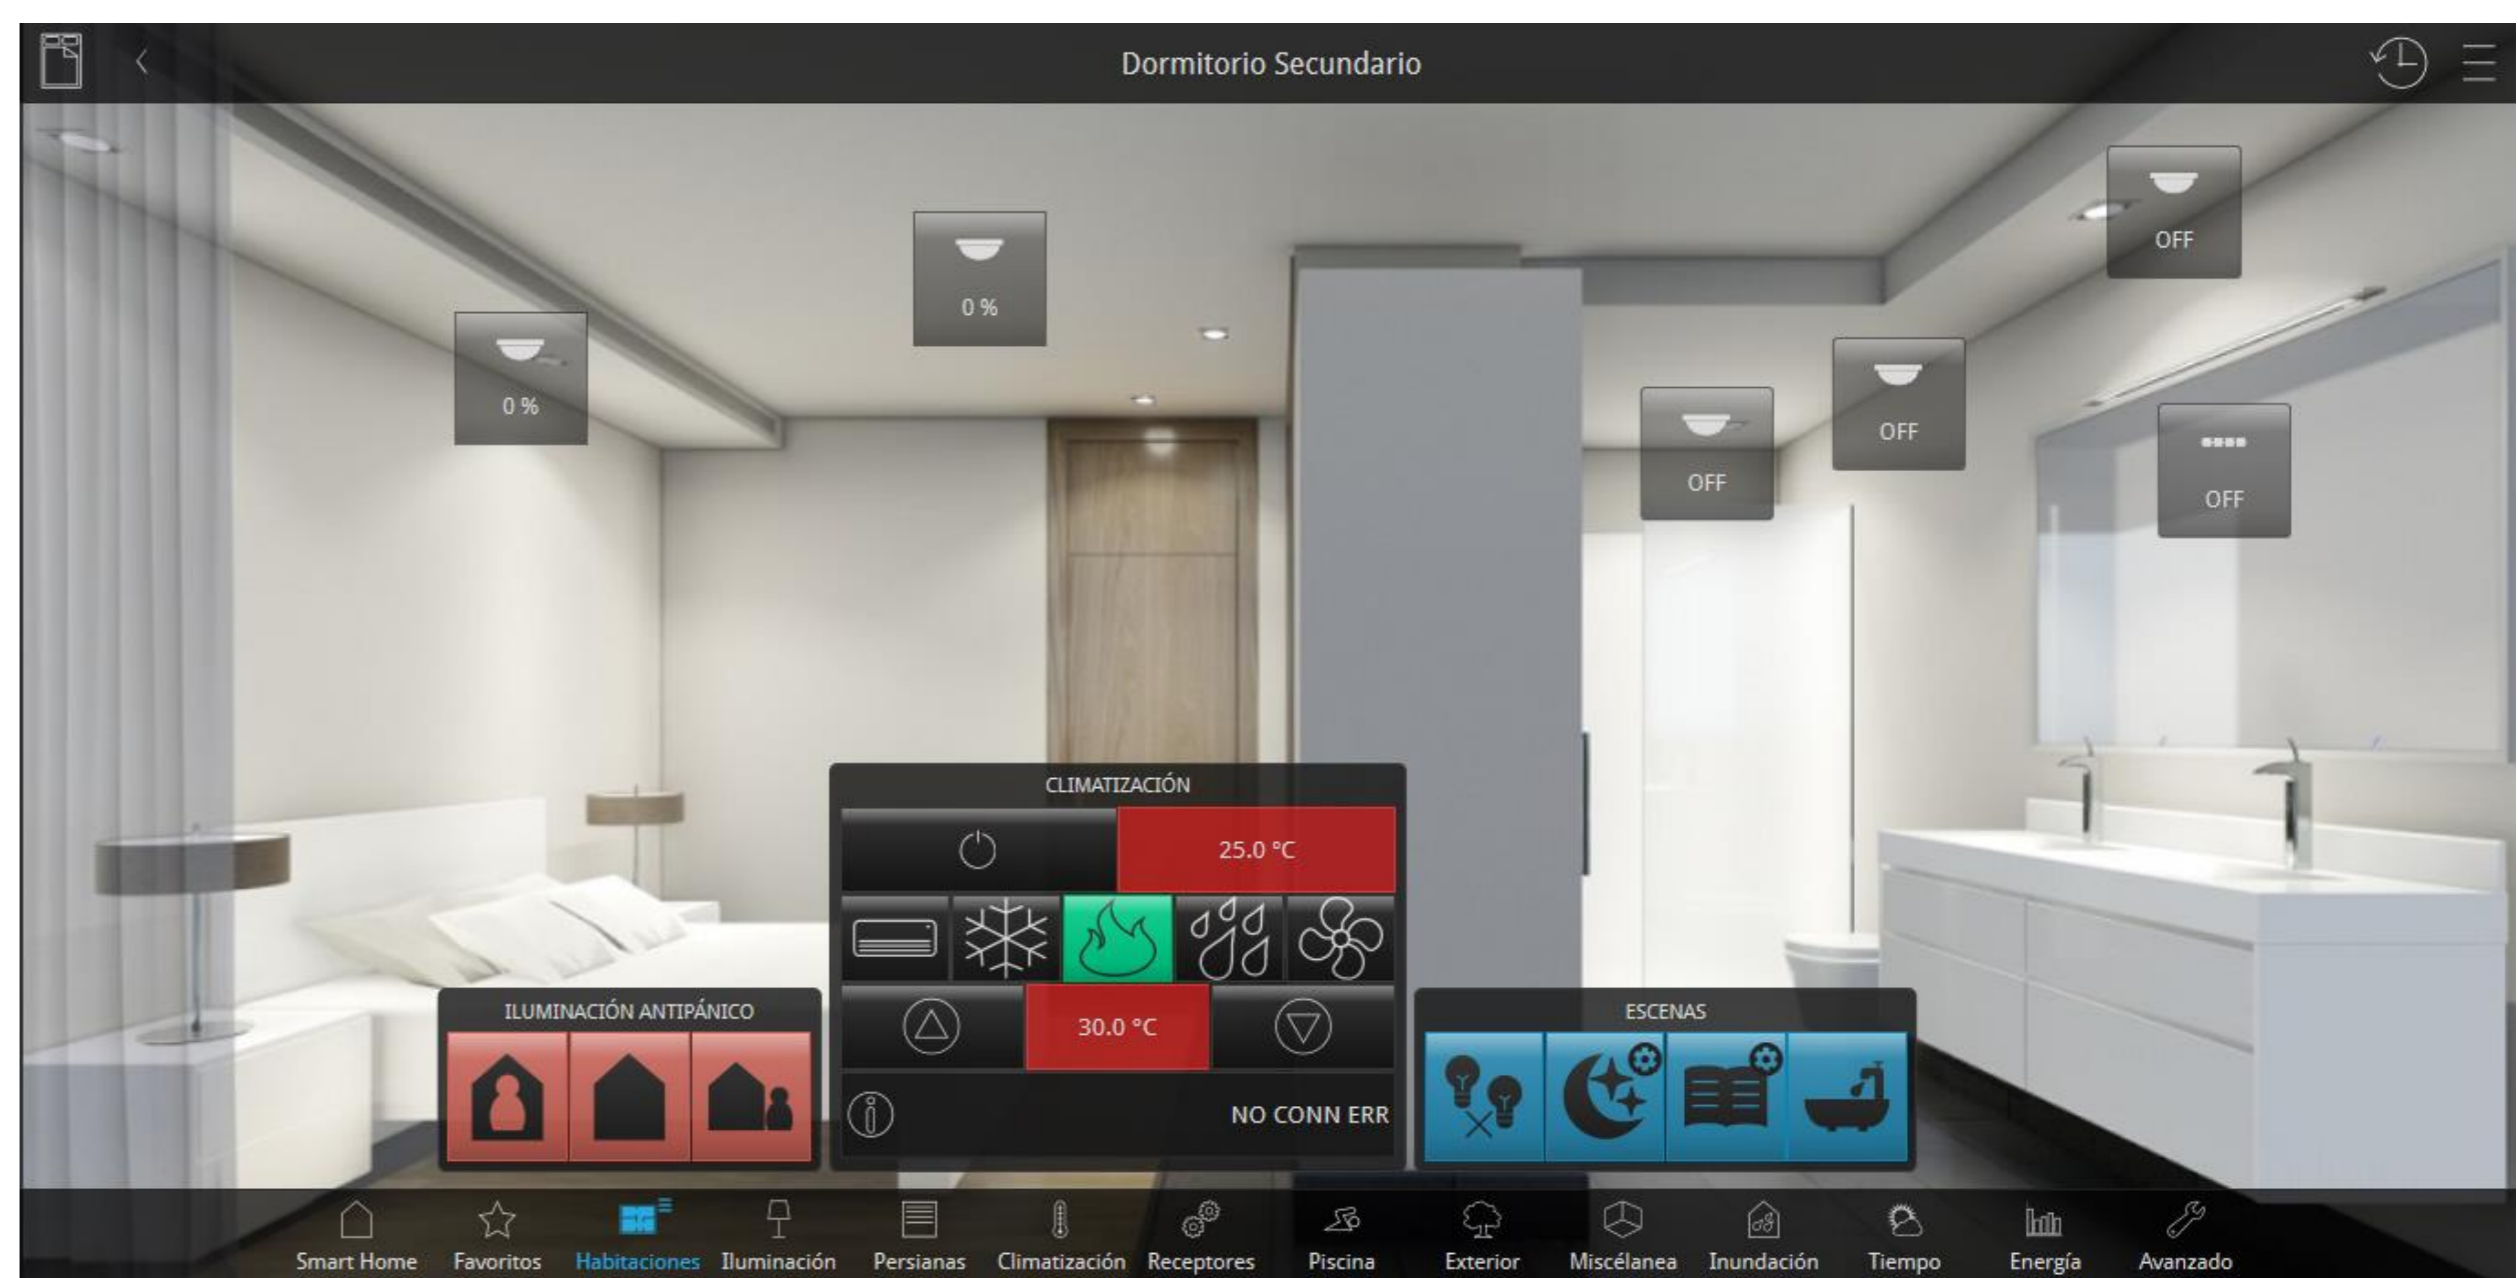 Dormitorio Secundario
OFF
0 %
0 %
OFF
OFF
OFF
CLIMATIZACIÓN
25.0 °C
30.0 °C
NO CONN ERR
ILUMINACIÓN ANTIPÁNICO
ESCENAS
Smart Home
Favoritos
Habitaciones
Iluminación
Persianas
Climatización
Receptores
Piscina
Exterior
Miscélanea
Inundación
Tiempo
Energía
Avanzado